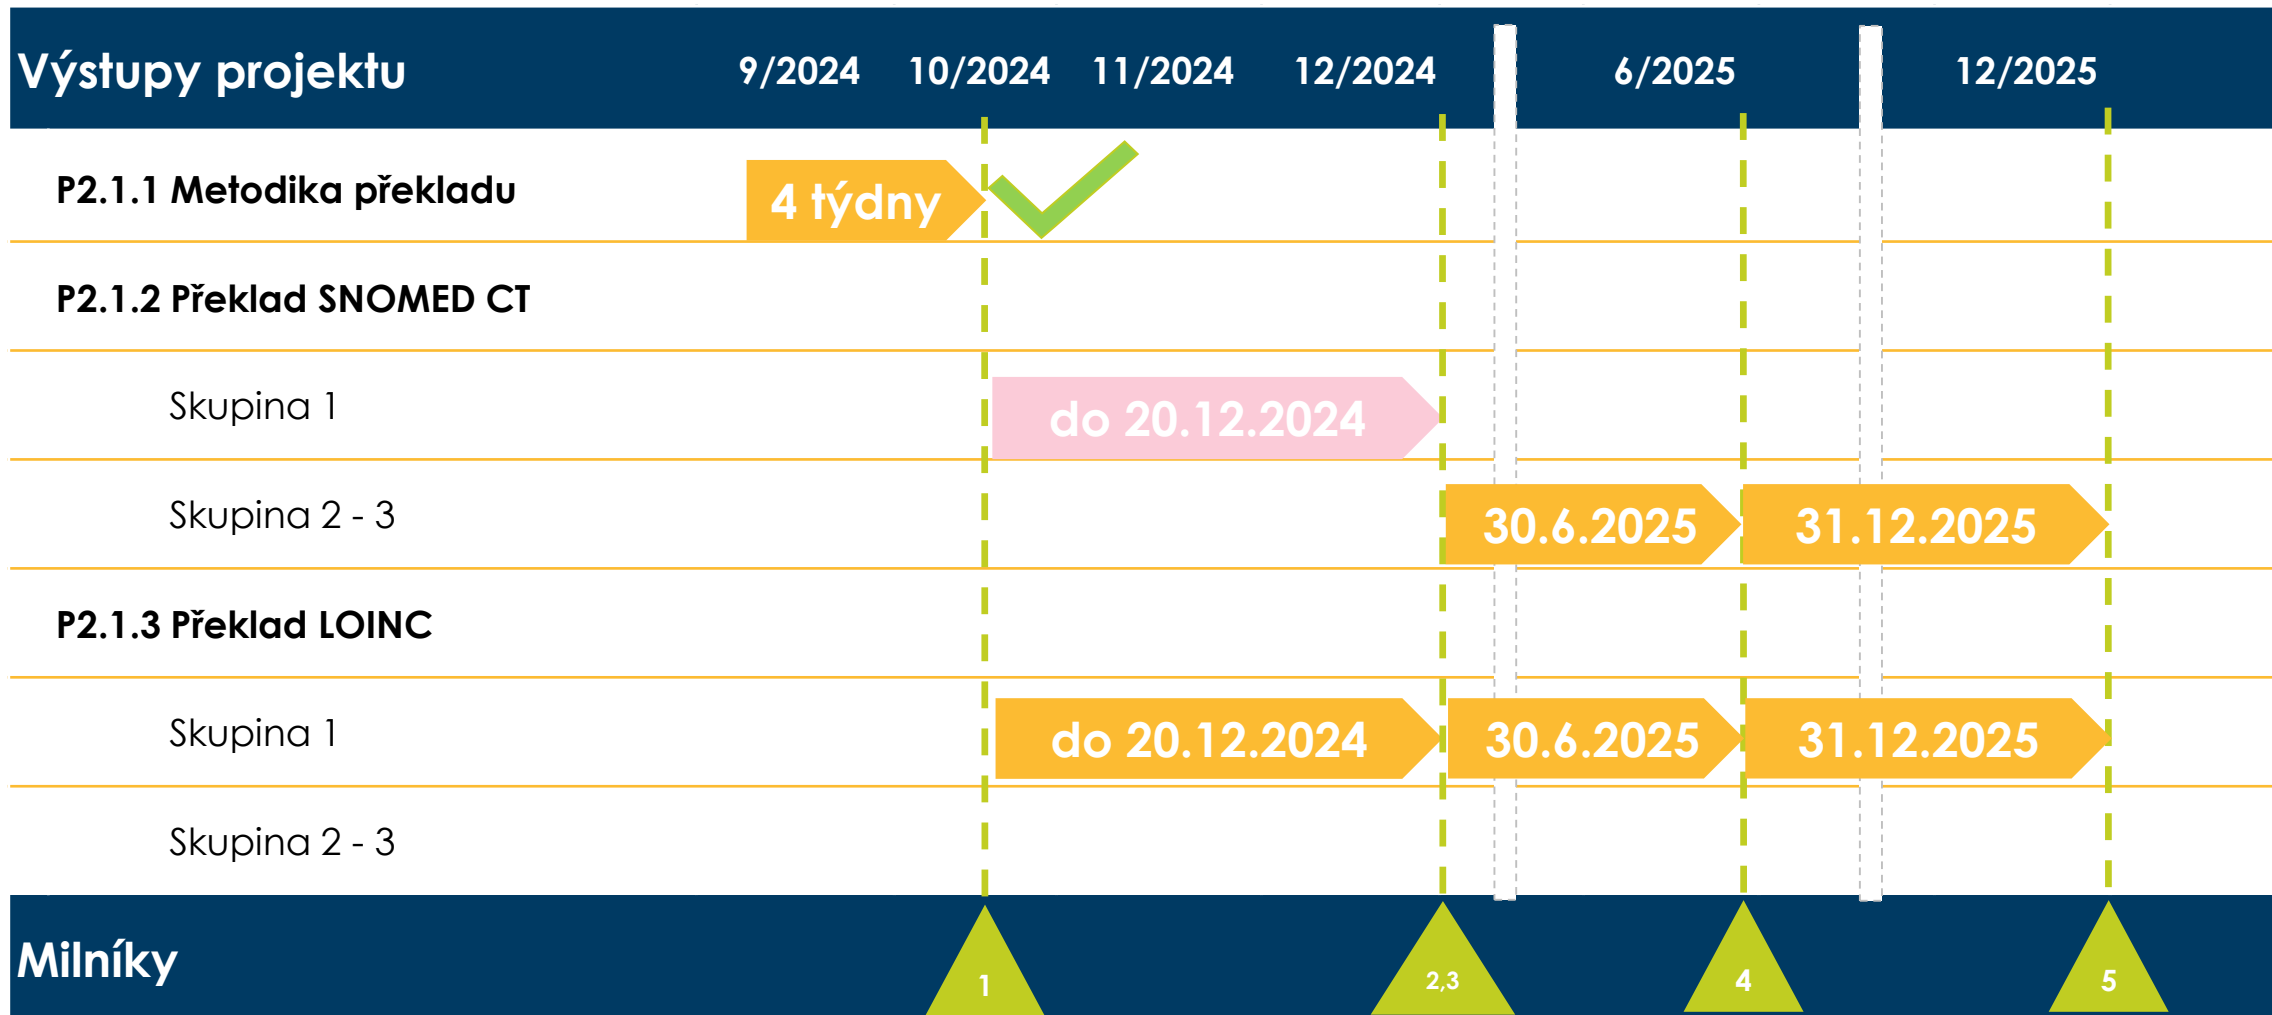 Výstupy projektu 9/2024 10/2024 11/2024 12/2024 6/2025 12/2025
P2.1.1 Metodika překladu 4 týdny
P2.1.2 Překlad SNOMED CT
Skupina 1 do 20.12.2024
Skupina 2 - 3 30.6.2025 31.12.2025
P2.1.3 Překlad LOINC
Skupina 1 do 20.12.2024 30.6.2025 31.12.2025
Skupina 2 - 3
Milníky 1 2,3 4 5